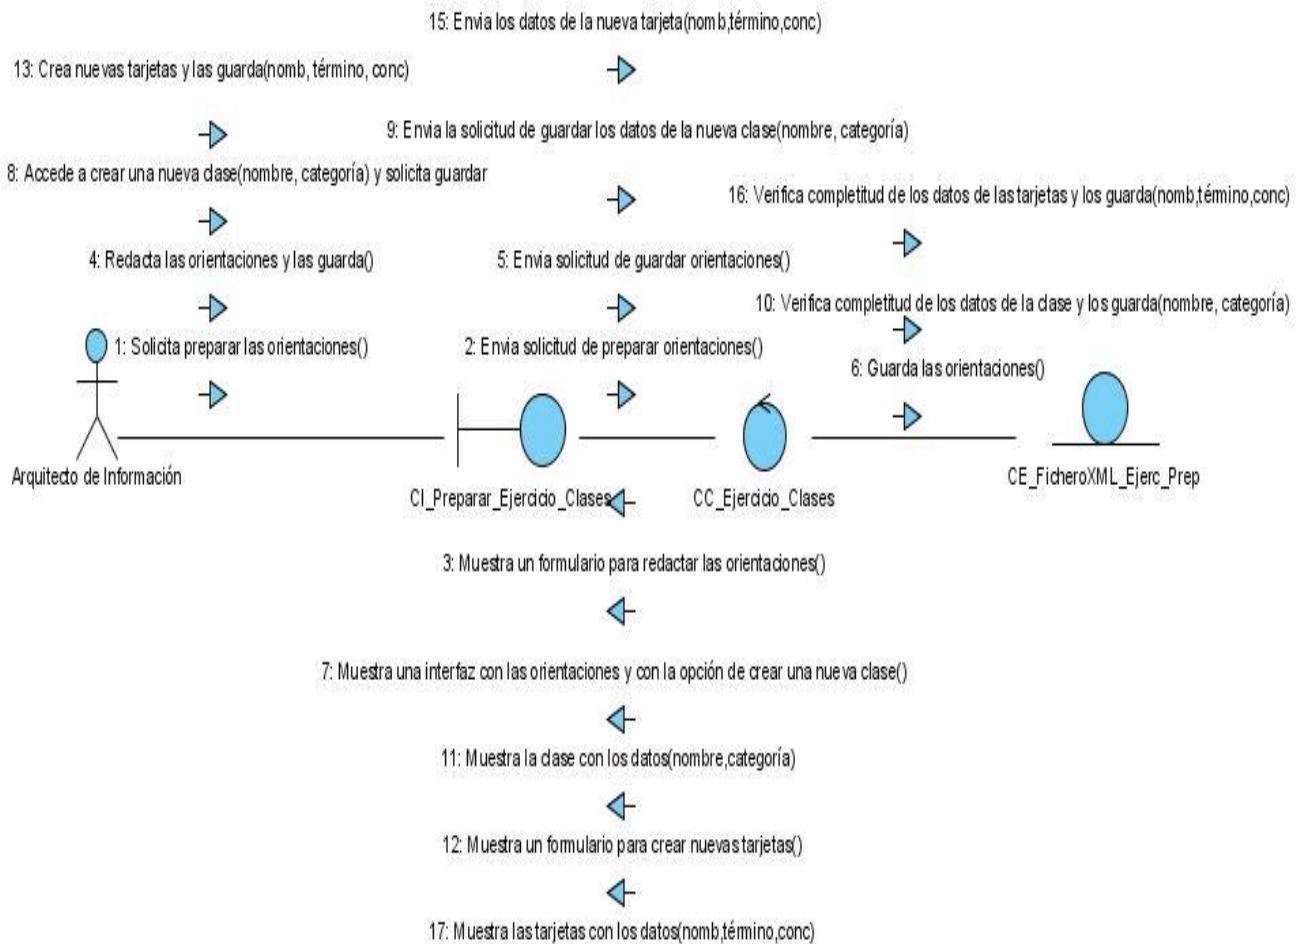 15: Envia los datos de la nueva tarjeta(nomb,término,conc)
13: Crea nuevas tarjetas y las guarda(nomb, término, conc)
9: Envia la solicitud de guardar los datos de la nueva clase(nombre, categoría)
8: Accede a crear una nueva clase(nombre, categoría) y solicita guardar
16: Verifica completitud de los datos de las tarjetas y los guarda(nomb,término,conc)
4: Redacta las orientaciones y las guarda()
5: Envia solicitud de guardar orientaciones()
10: Verifica completitud de los datos de la clase y los guarda(nombre, categoría)
1: Solicita preparar las orientaciones()
2: Envia solicitud de preparar orientaciones()
6: Guarda las orientaciones()
Arquitecto de Información
CI_Preparar_Ejercicio_Clases
CC_Ejercicio_Clases
CE_FicheroXML_Ejerc_Prep
3: Muestra un formulario para redactar las orientaciones()
7: Muestra una interfaz con las orientaciones y con la opción de crear una nueva clase()
11: Muestra la clase con los datos(nombre,categoría)
12: Muestra un formulario para crear nuevas tarjetas()
17: Muestra las tarjetas con los datos(nomb,término,conc)